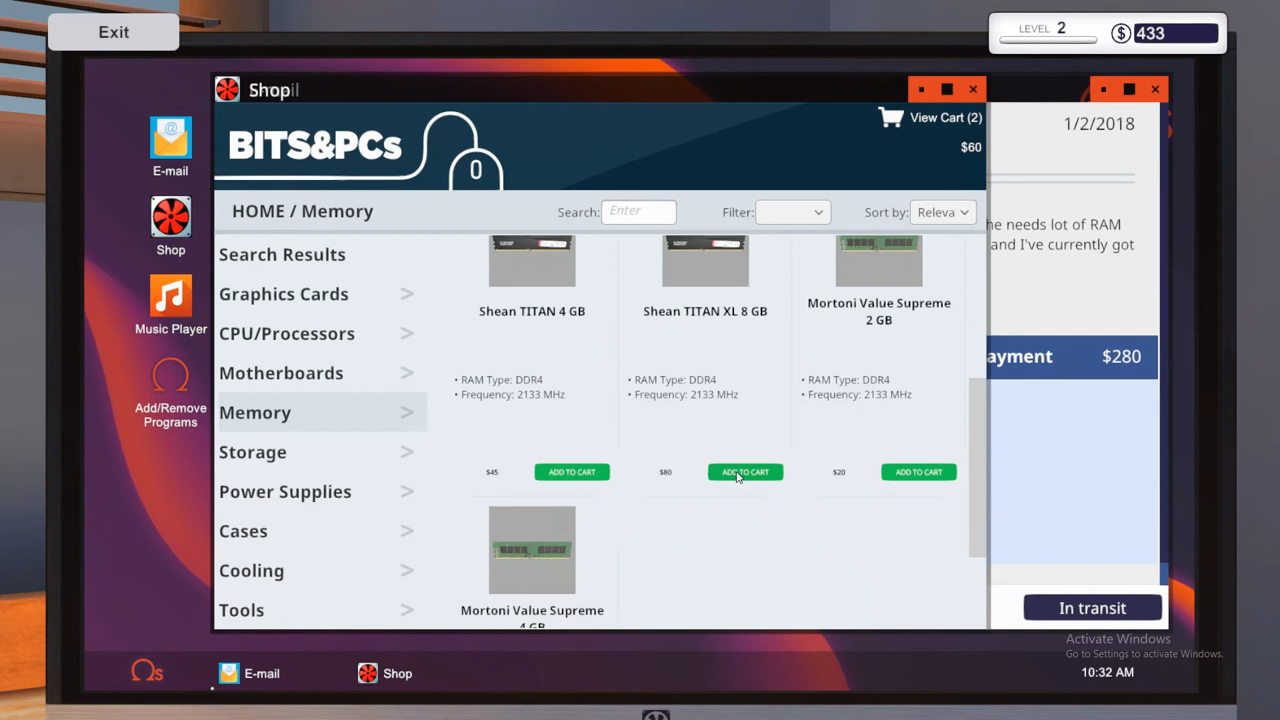 Exit
LEVEL 2
$ 433
Shop
BITS&PCs
View Cart (2)
$60
HOME / Memory
Search: Enter
Filter:
Sort by: Releva
Search Results
Graphics Cards >
CPU/Processors >
Motherboards >
Memory >
Storage >
Power Supplies >
Cases >
Cooling >
Tools >
Shean TITAN 4 GB
• RAM Type: DDR4
• Frequency: 2133 MHz
$45
ADD TO CART
Shean TITAN XL 8 GB
• RAM Type: DDR4
• Frequency: 2133 MHz
$80
ADD TO CART
Mortoni Value Supreme
2 GB
• RAM Type: DDR4
• Frequency: 2133 MHz
$20
ADD TO CART
Mortoni Value Supreme
4 GB
1/2/2018
he needs lot of RAM
and I've currently got
ayment $280
In transit
E-mail
Shop
Music Player
Add/Remove
Programs
Activate Windows
Go to Settings to activate Windows.
Ωs
E-mail
Shop
10:32 AM